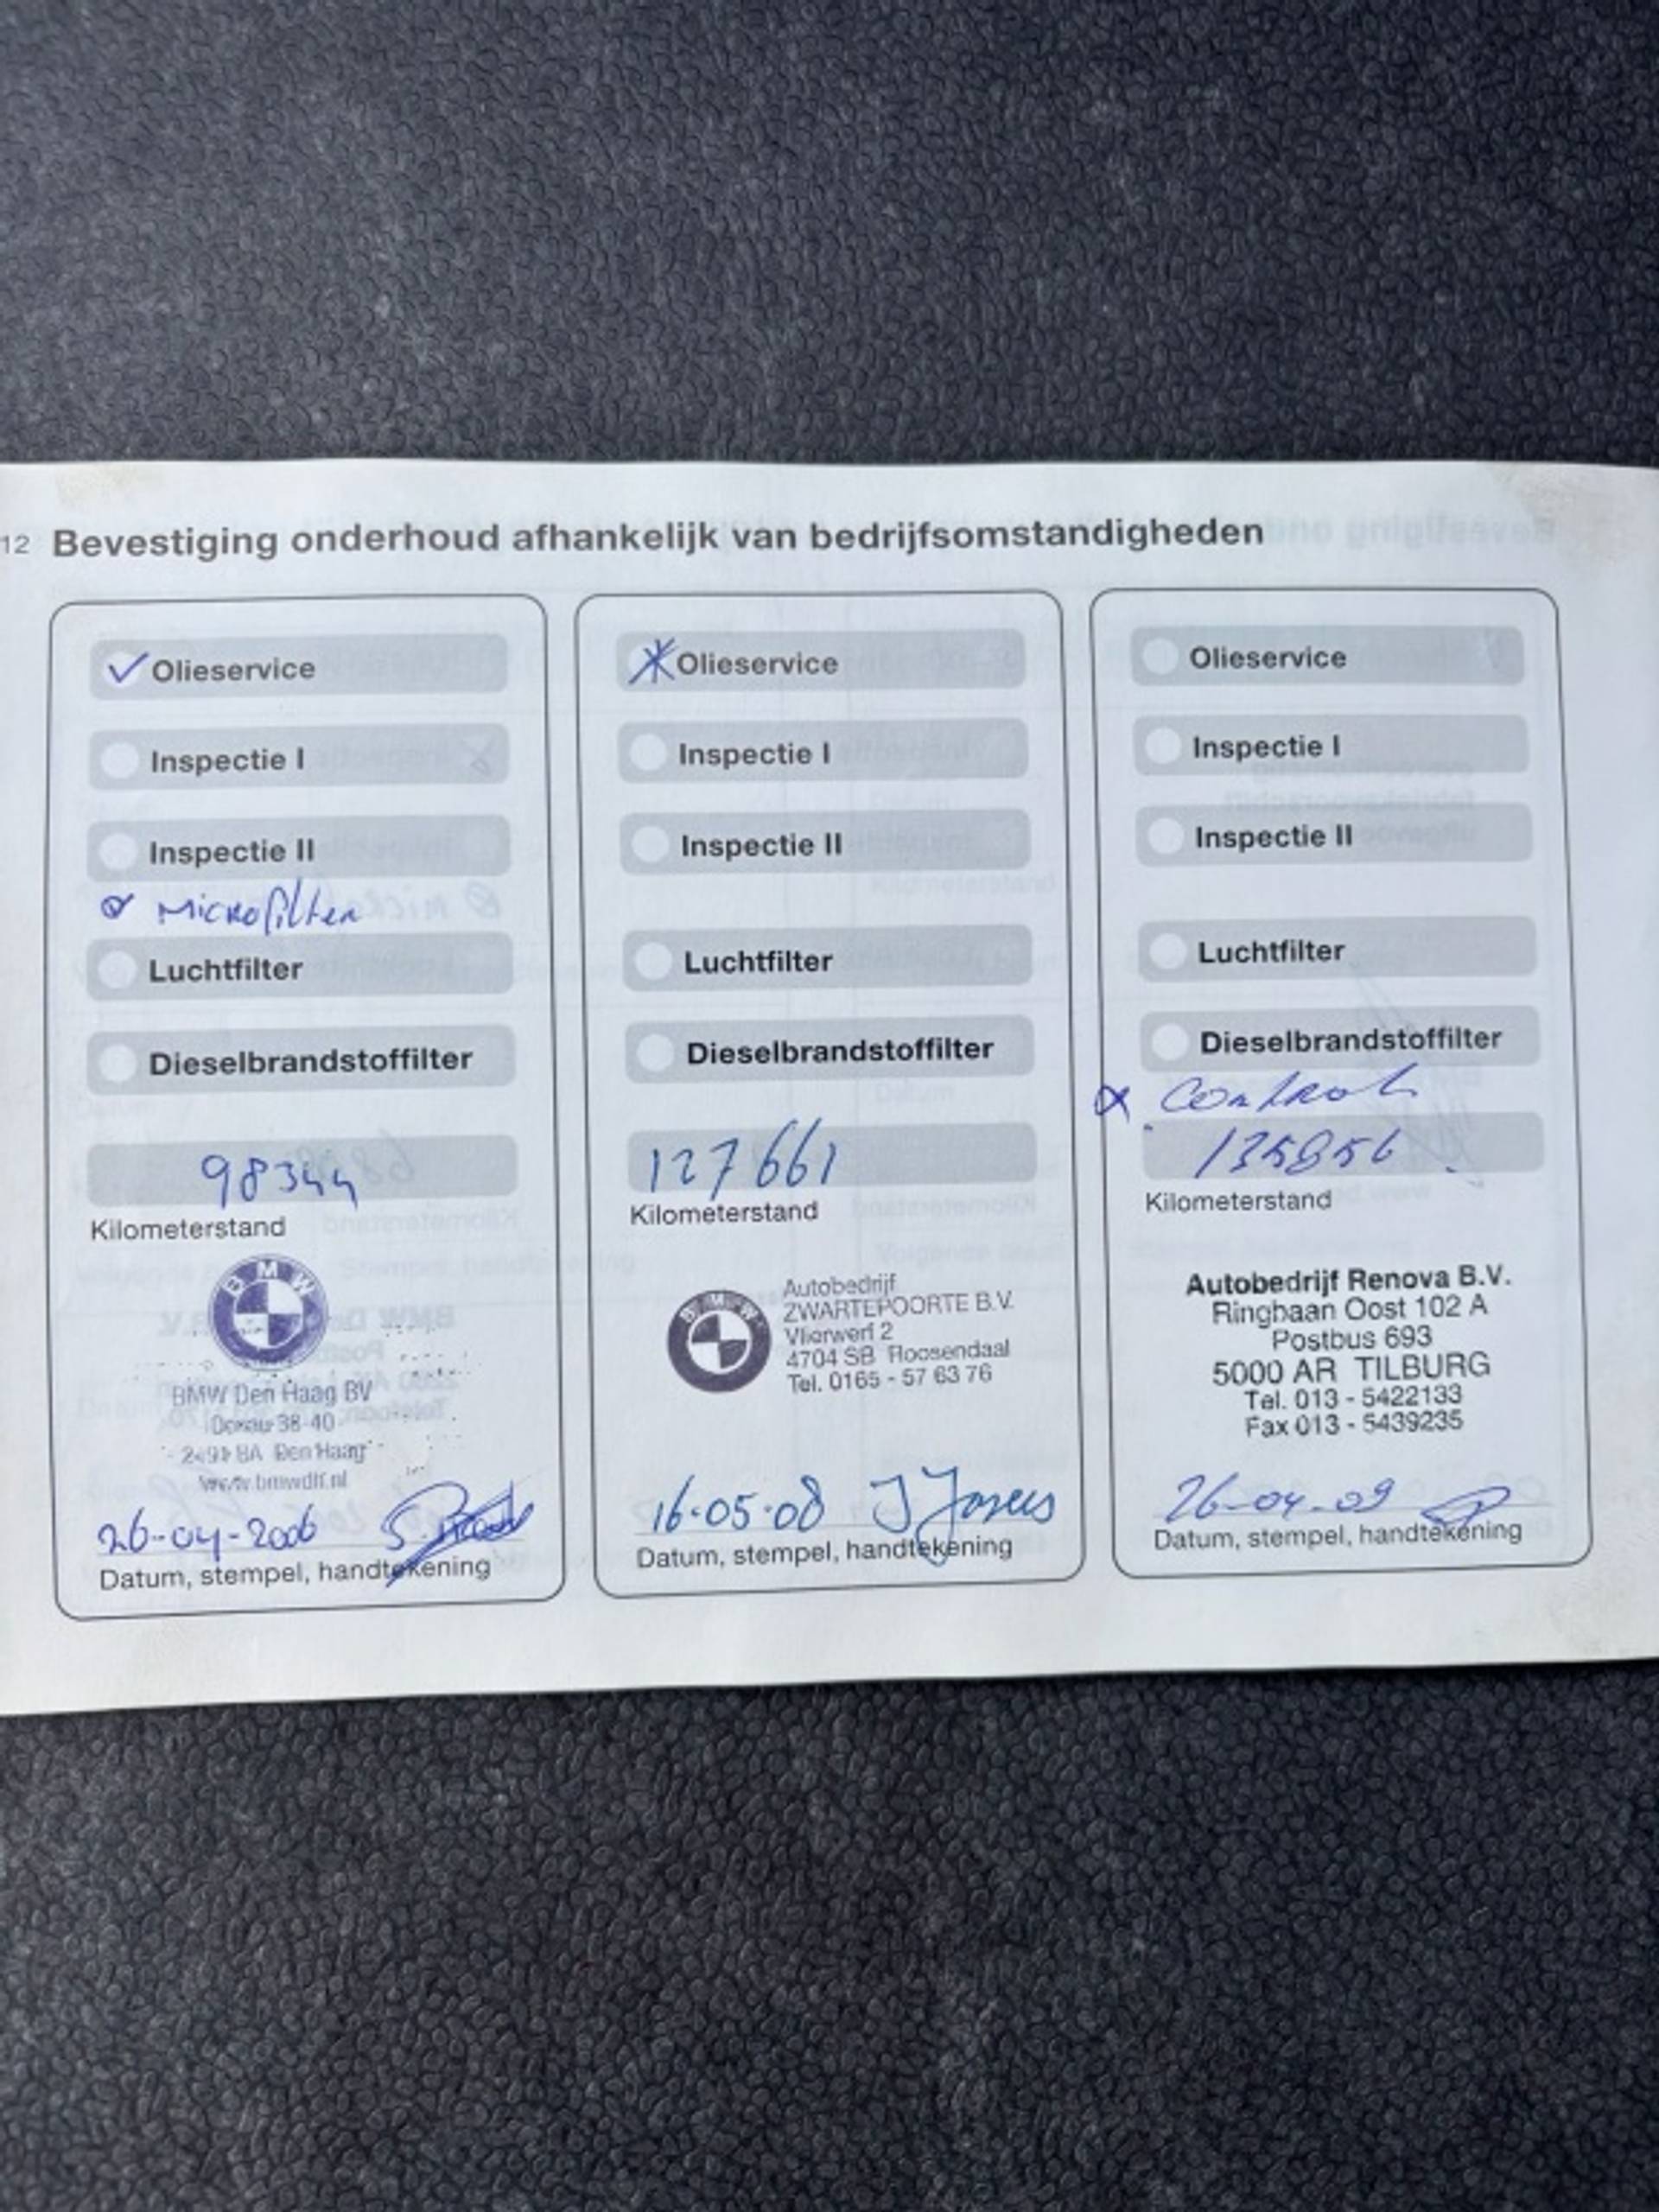 12 Bevestiging onderhoud afhankelijk van bedrijfsomstandigheden
Olieservice
Inspectie I
Inspectie II
Microfilter
Luchtfilter
Dieselbrandstoffilter
98344
Kilometerstand
BMW
BMW Den Haag BV
Donau 38-40
2491 BA Den Haag
www.bmwdh.nl
26-04-2006
Datum, stempel, handtekening
Olieservice
Inspectie I
Inspectie II
Luchtfilter
Dieselbrandstoffilter
127661
Kilometerstand
BMW
Autobedrijf
ZWARTEPOORTE B.V.
Vlierwerf 2
4704 SB Roosendaal
Tel. 0165 - 57 63 76
16-05-08
Datum, stempel, handtekening
Olieservice
Inspectie I
Inspectie II
Luchtfilter
Dieselbrandstoffilter
Control
135856
Kilometerstand
Autobedrijf Renova B.V.
Ringbaan Oost 102 A
Postbus 693
5000 AR TILBURG
Tel. 013 - 5422133
Fax 013 - 5439235
26-04-09
Datum, stempel, handtekening